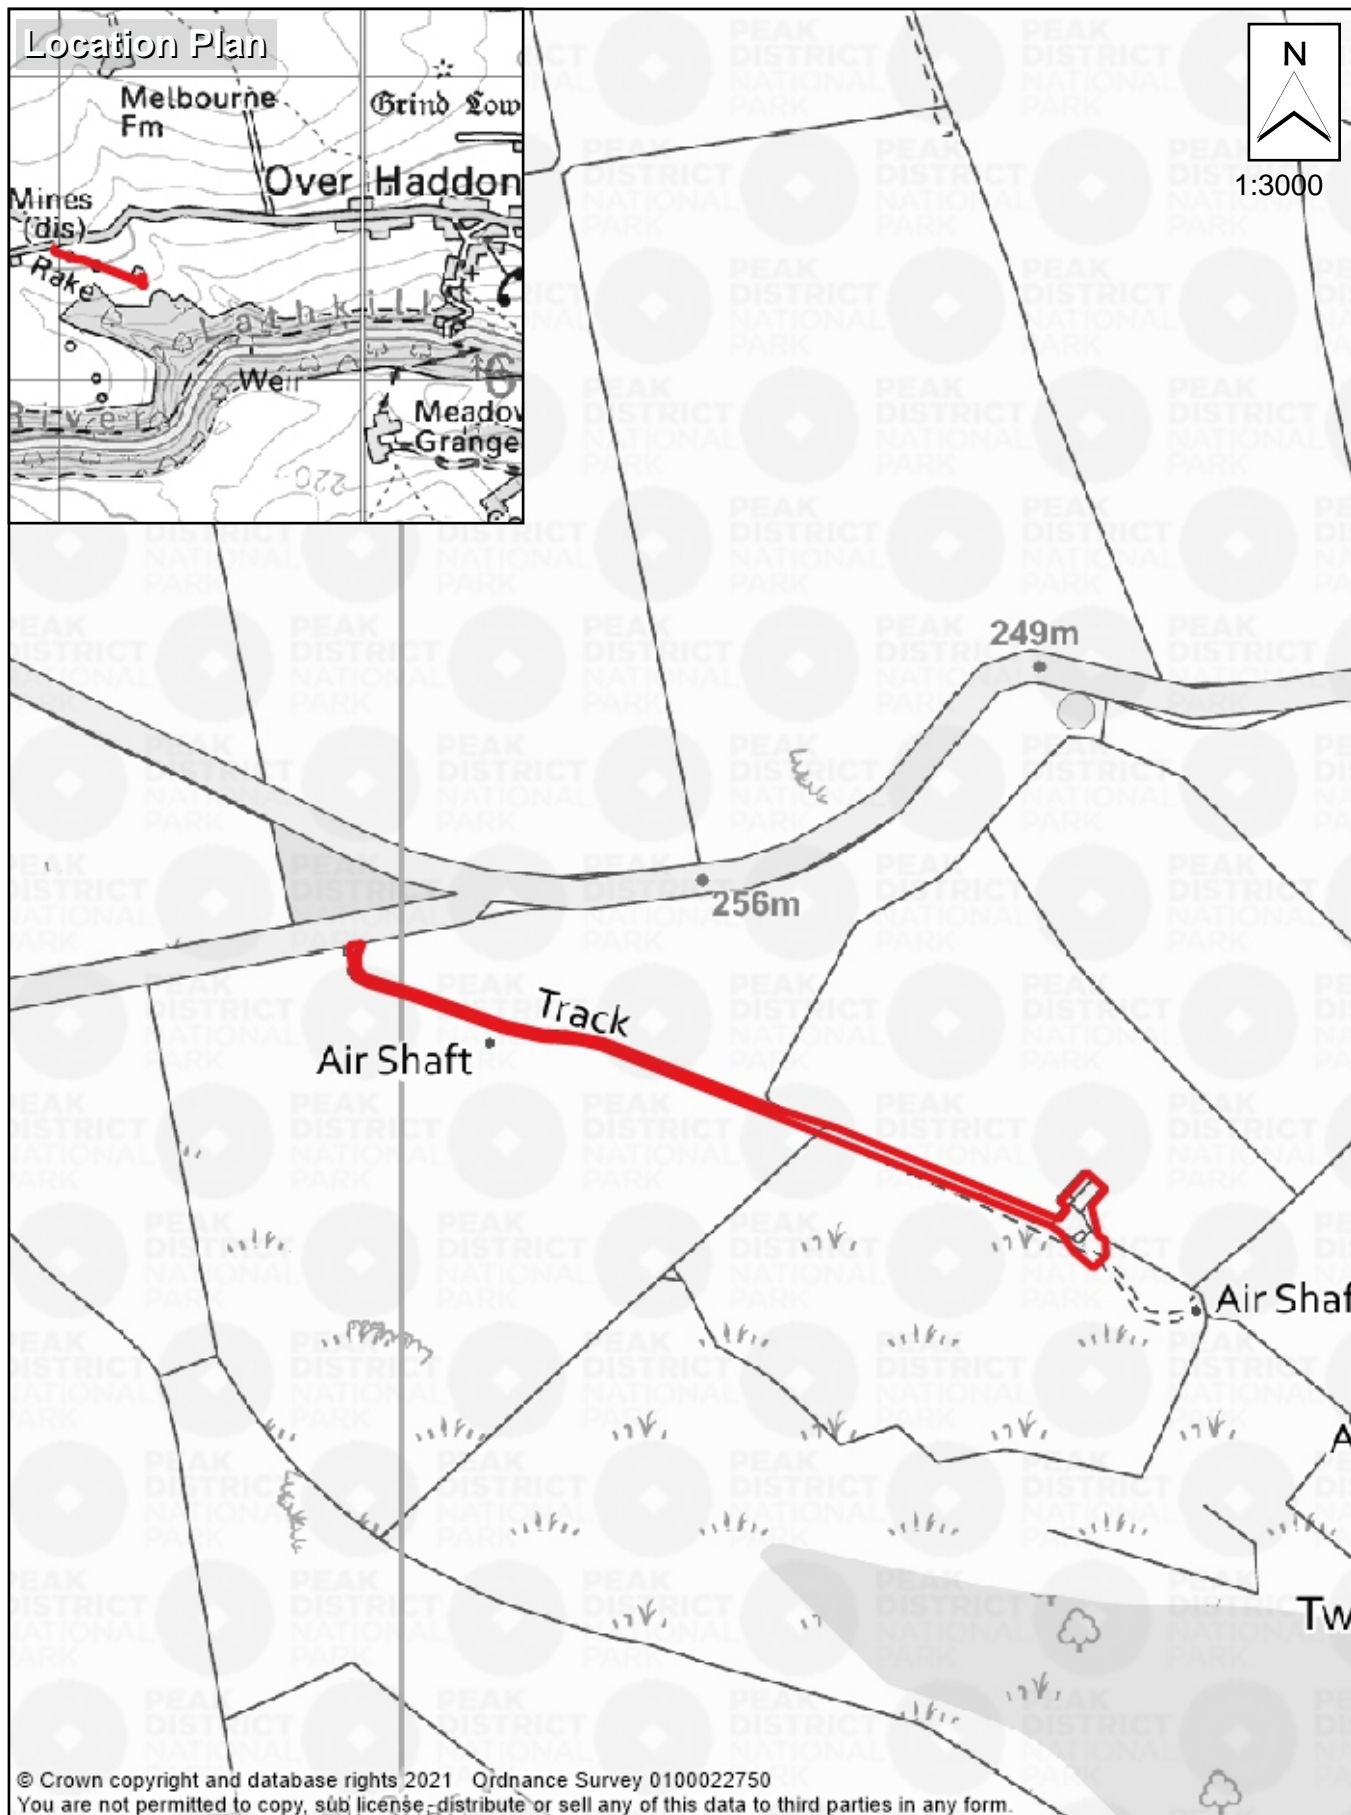 Location Plan
Melbourne
Fm
Grind Low
Over Haddon
Mines
(dis)
Rake
Lathkill
Weir
River
Meadow
Grange
220
N
1:3000
249m
256m
Track
Air Shaft
Air Shaf
A
Tw
PEAK
DISTRICT
NATIONAL
PARK
© Crown copyright and database rights 2021 Ordnance Survey 0100022750
You are not permitted to copy, sub license, distribute or sell any of this data to third parties in any form.